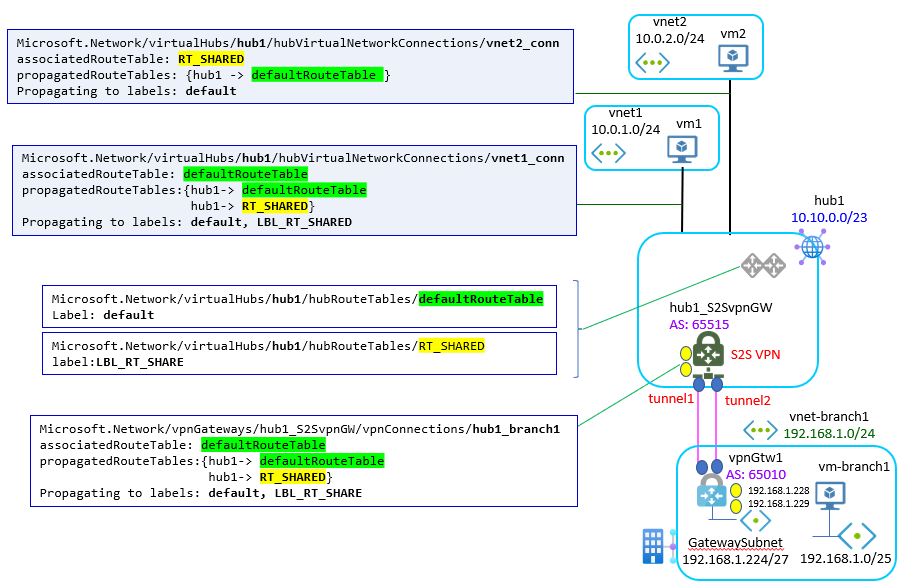 Microsoft.Network/virtualHubs/hub1/hubVirtualNetworkConnections/vnet2_conn
associatedRouteTable: RT_SHARED
propagatedRouteTables: {hub1 -> defaultRouteTable }
Propagating to labels: default
vnet2
10.0.2.0/24
vm2
vnet1
10.0.1.0/24
vm1
Microsoft.Network/virtualHubs/hub1/hubVirtualNetworkConnections/vnet1_conn
associatedRouteTable: defaultRouteTable
propagatedRouteTables:{hub1-> defaultRouteTable
hub1-> RT_SHARED}
Propagating to labels: default, LBL_RT_SHARED
hub1
10.10.0.0/23
Microsoft.Network/virtualHubs/hub1/hubRouteTables/defaultRouteTable
Label: default
Microsoft.Network/virtualHubs/hub1/hubRouteTables/RT_SHARED
label:LBL_RT_SHARE
hub1_S2SvpnGW
AS: 65515
S2S VPN
tunnel1
tunnel2
Microsoft.Network/vpnGateways/hub1_S2SvpnGW/vpnConnections/hub1_branch1
associatedRouteTable: defaultRouteTable
propagatedRouteTables:{hub1-> defaultRouteTable
hub1-> RT_SHARED}
Propagating to labels: default, LBL_RT_SHARE
vnet-branch1
192.168.1.0/24
vpnGtw1
AS: 65010
192.168.1.228
192.168.1.229
vm-branch1
GatewaySubnet
192.168.1.224/27
192.168.1.0/25